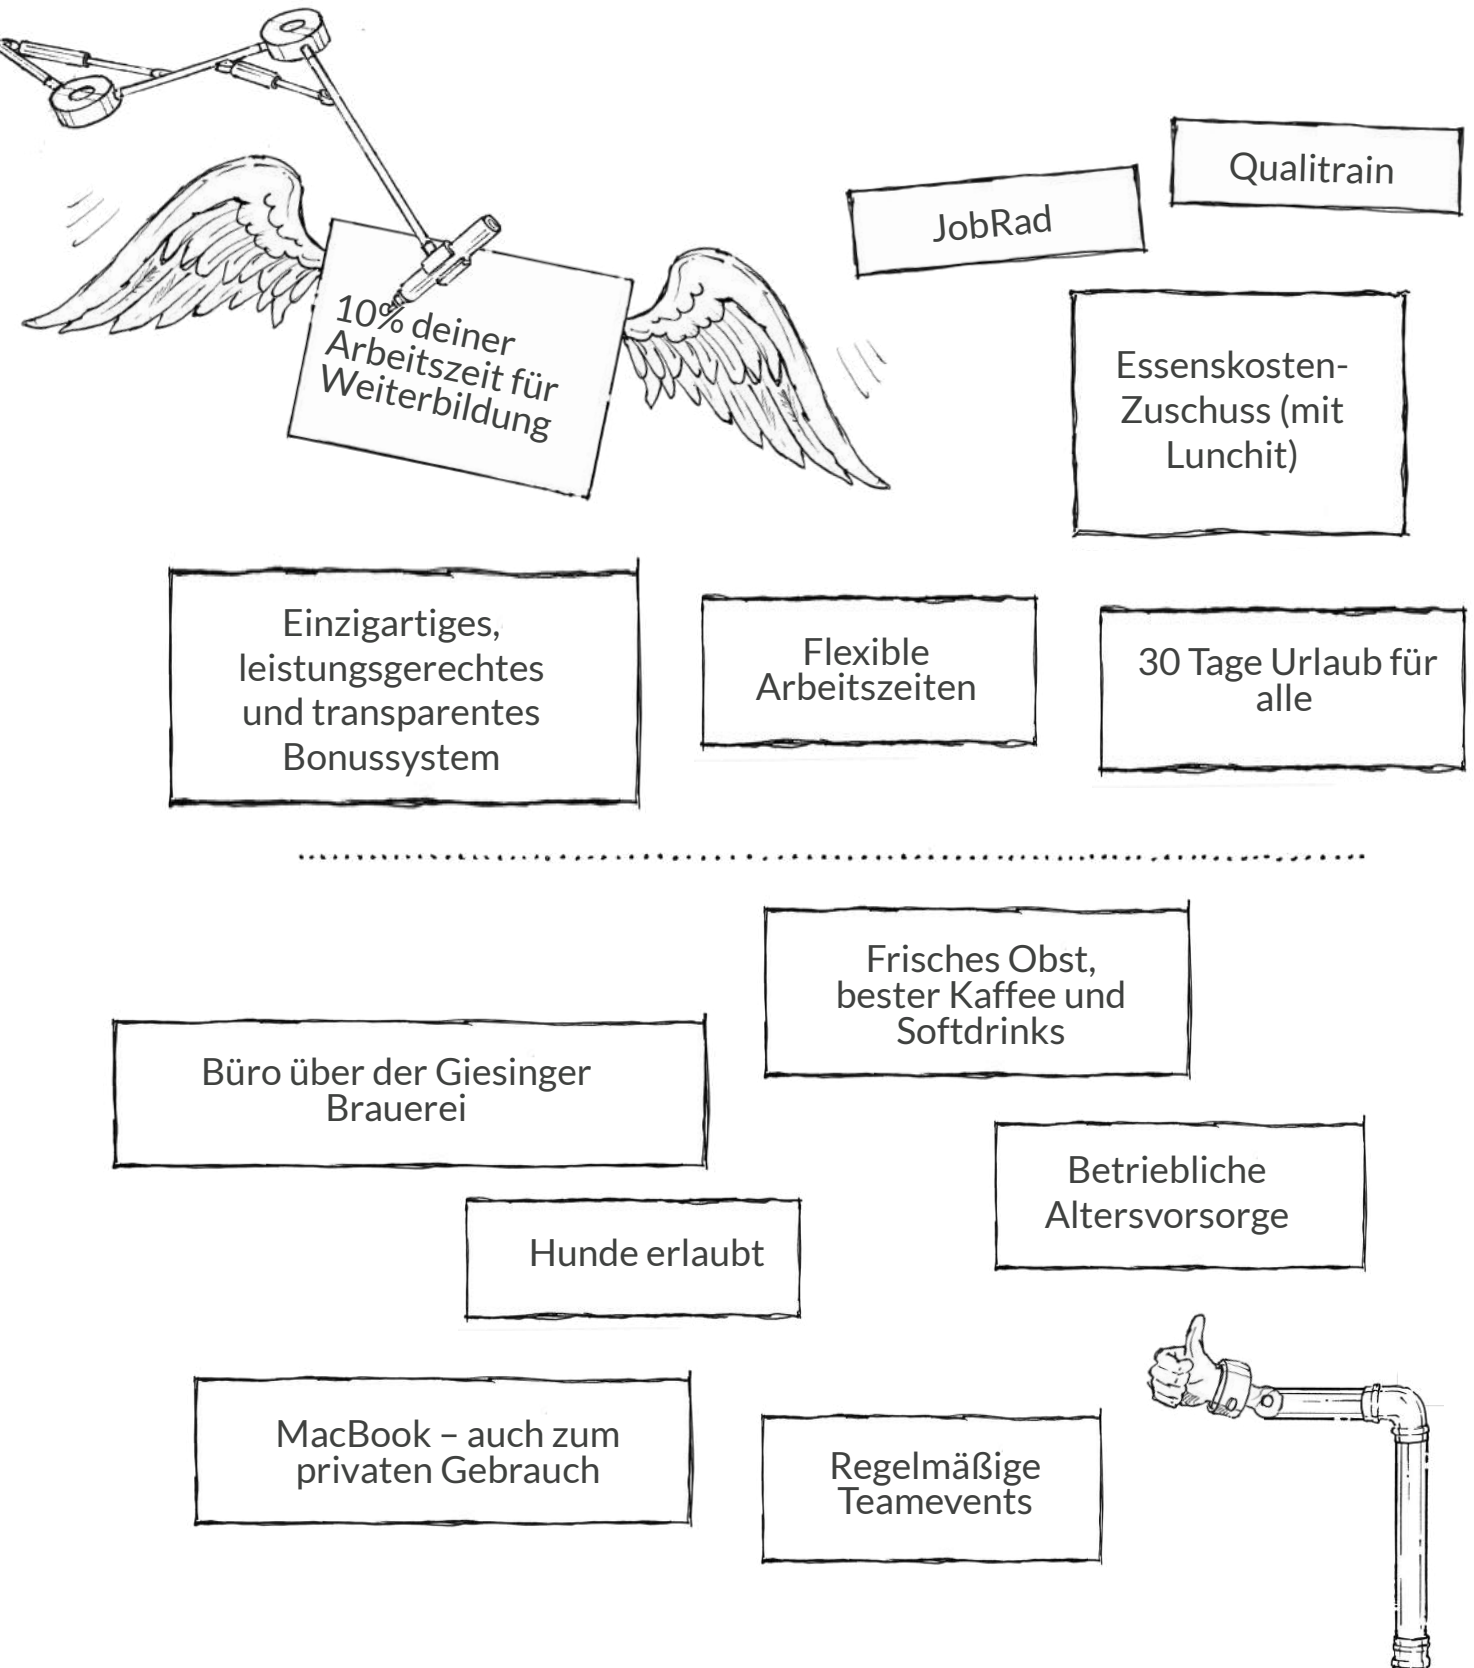 Qualitrain
JobRad
10% deiner
Arbeitszeit für
Weiterbildung
Essenskosten-
Zuschuss (mit
Lunchit)
Einzigartiges,
leistungsgerechtes
und transparentes
Bonussystem
Flexible
Arbeitszeiten
30 Tage Urlaub für
alle
Frisches Obst,
bester Kaffee und
Softdrinks
Büro über der Giesinger
Brauerei
Betriebliche
Altersvorsorge
Hunde erlaubt
MacBook – auch zum
privaten Gebrauch
Regelmäßige
Teamevents